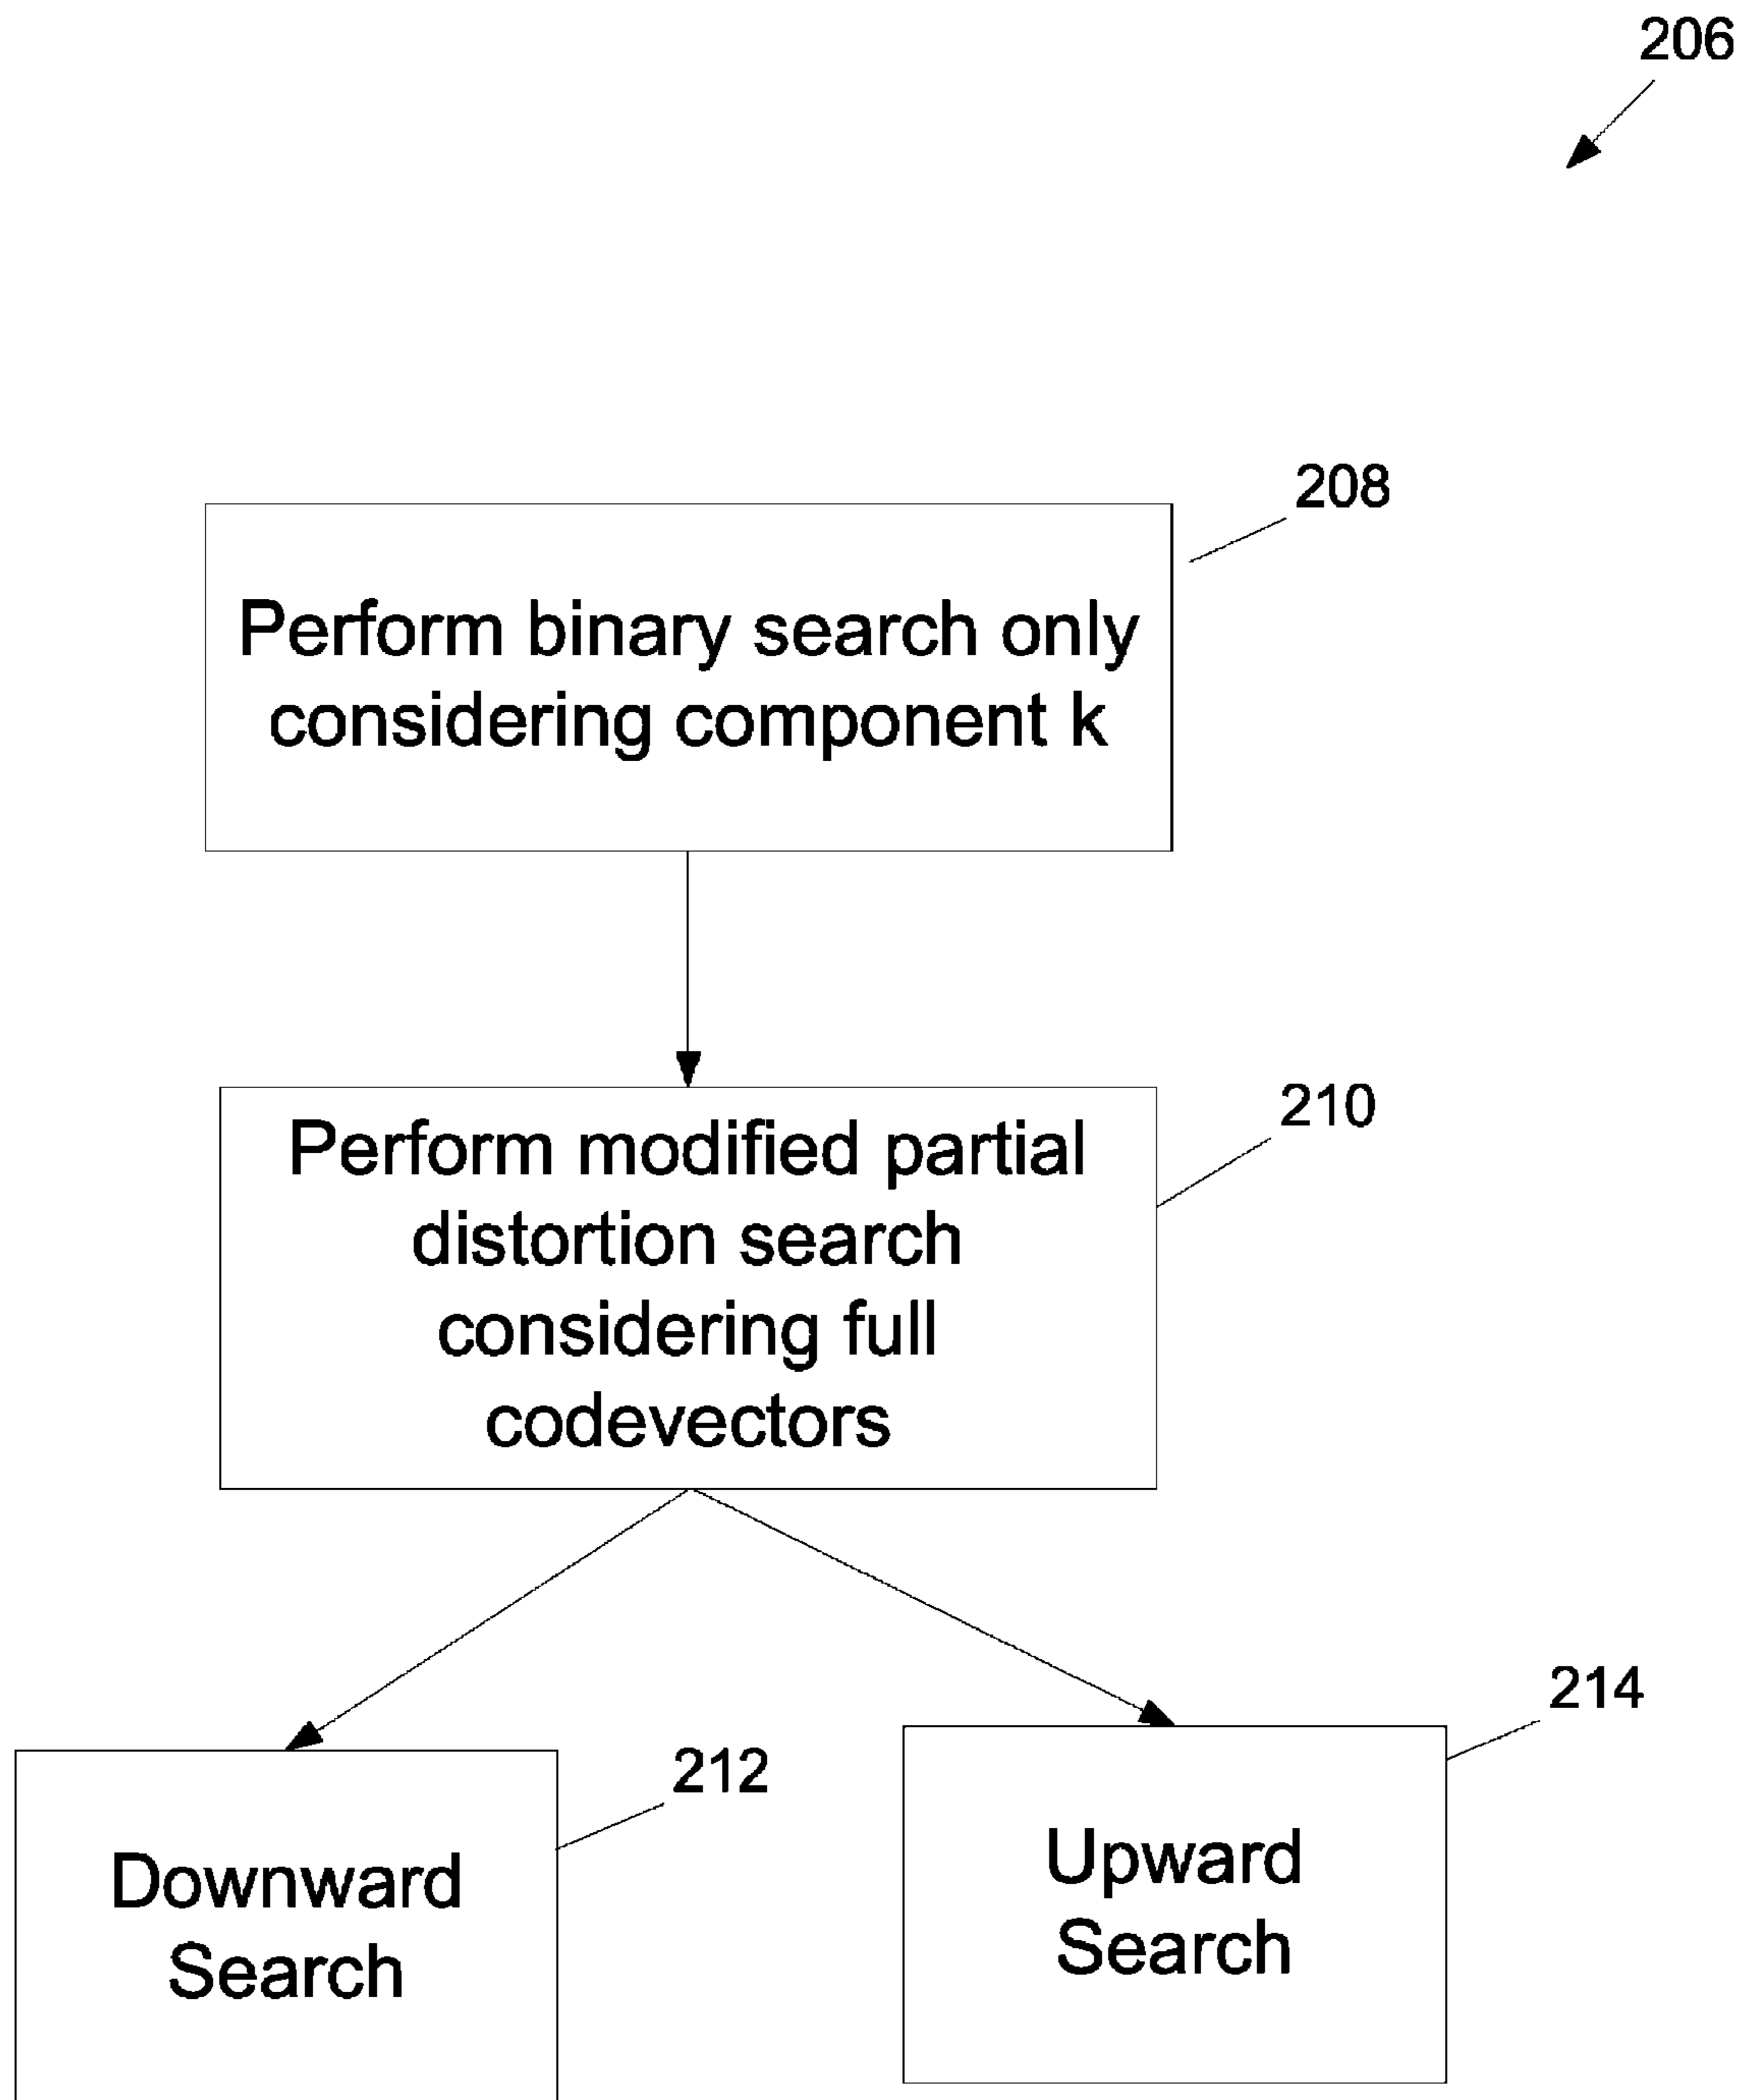 206
208
Perform binary search only
considering component k
210
Perform modified partial
distortion search
considering full
codevectors
214
212
Downward
Search
Upward
Search